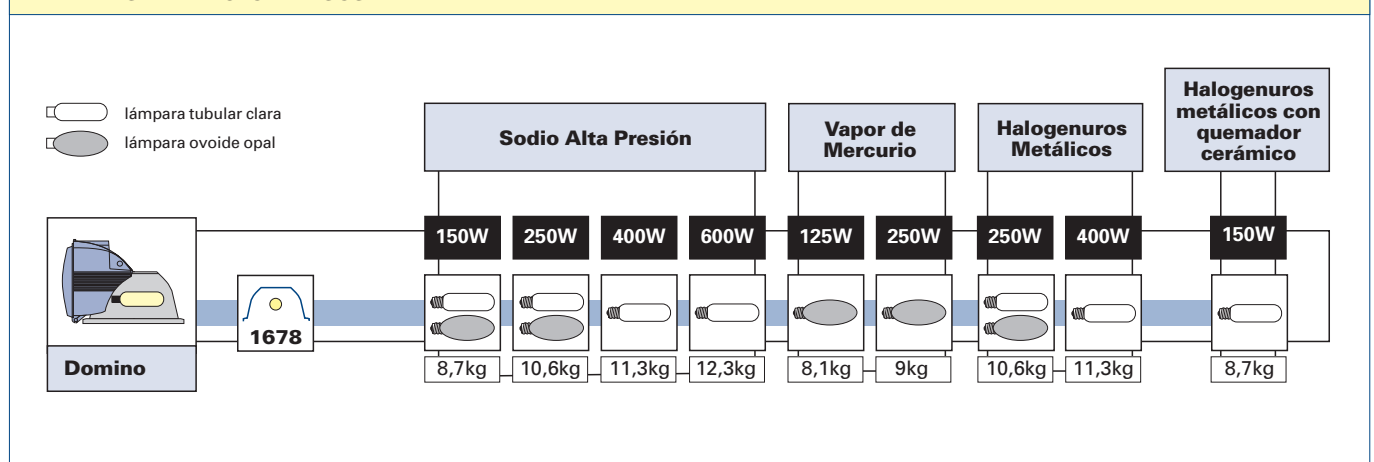 lámpara tubular clara
lámpara ovoide opal
Sodio Alta Presión
Vapor de
Mercurio
Halogenuros
Metálicos
Halogenuros
metálicos con
quemador
cerámico
150W 250W 400W 600W 125W 250W 250W 400W 150W
1678
Domino
8,7kg 10,6kg 11,3kg 12,3kg 8,1kg 9kg 10,6kg 11,3kg 8,7kg